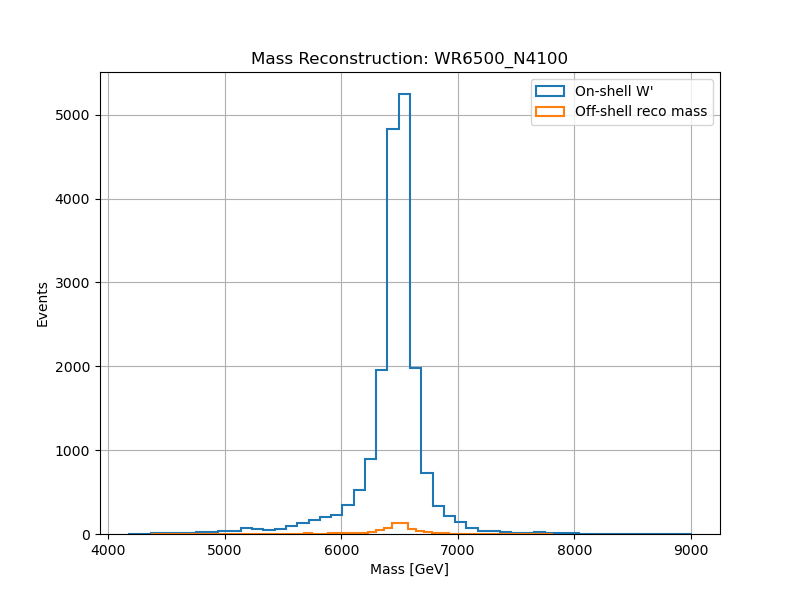 Mass Reconstruction: WR6500_N4100
On-shell W'
Off-shell reco mass
5000
4000
3000
2000
1000
0
Events
4000 5000 6000 7000 8000 9000
Mass [GeV]